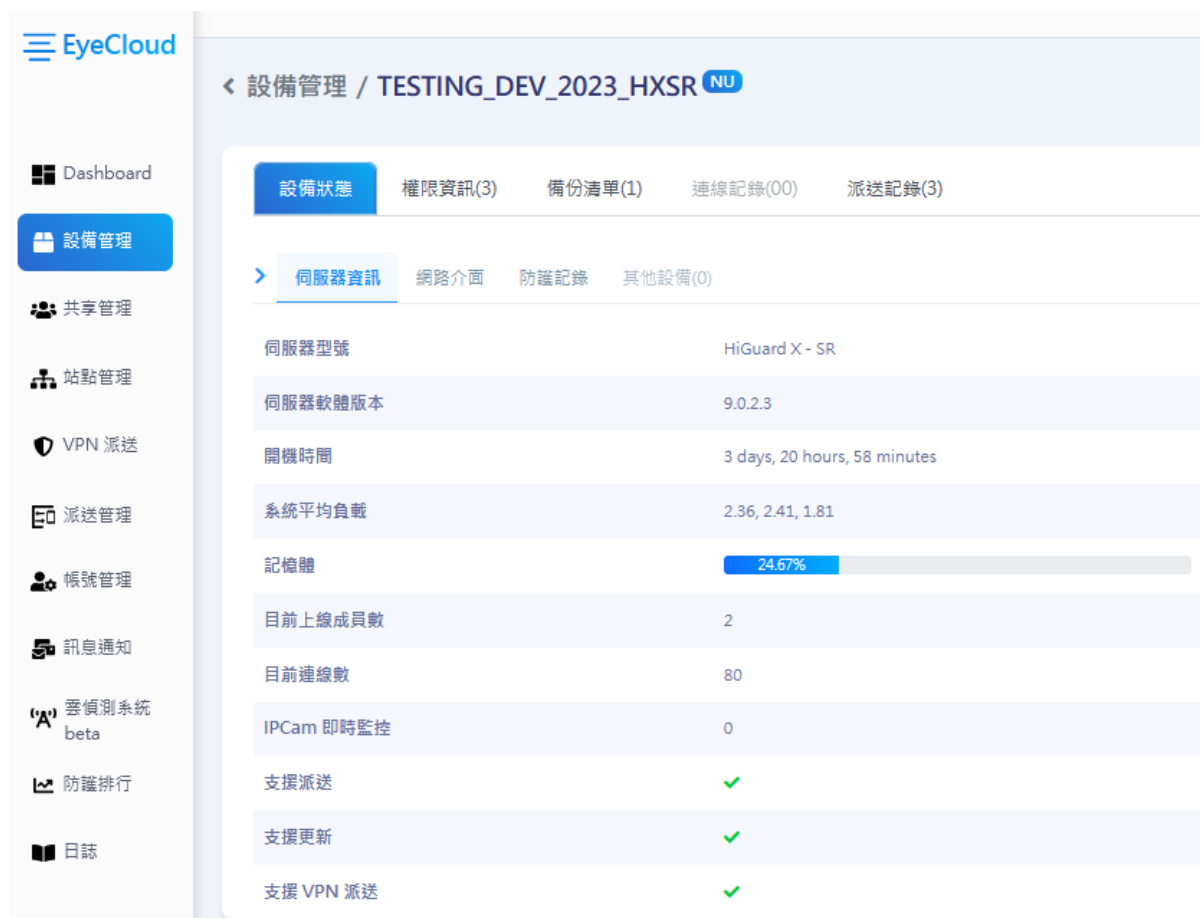 EyeCloud
設備管理 / TESTING_DEV_2023_HXSR NU
Dashboard
設備管理
共享管理
站點管理
VPN 派送
派送管理
帳號管理
訊息通知
雲偵測系統
beta
防護排行
日誌
設備狀態 權限資訊(3) 備份清單(1) 連線記錄(00) 派送記錄(3)
伺服器資訊 網路介面 防護記錄 其他設備(0)
伺服器型號 HiGuard X - SR
伺服器軟體版本 9.0.2.3
開機時間 3 days, 20 hours, 58 minutes
系統平均負載 2.36, 2.41, 1.81
記憶體 24.67%
目前上線成員數 2
目前連線數 80
IPCam 即時監控 0
支援派送
支援更新
支援 VPN 派送